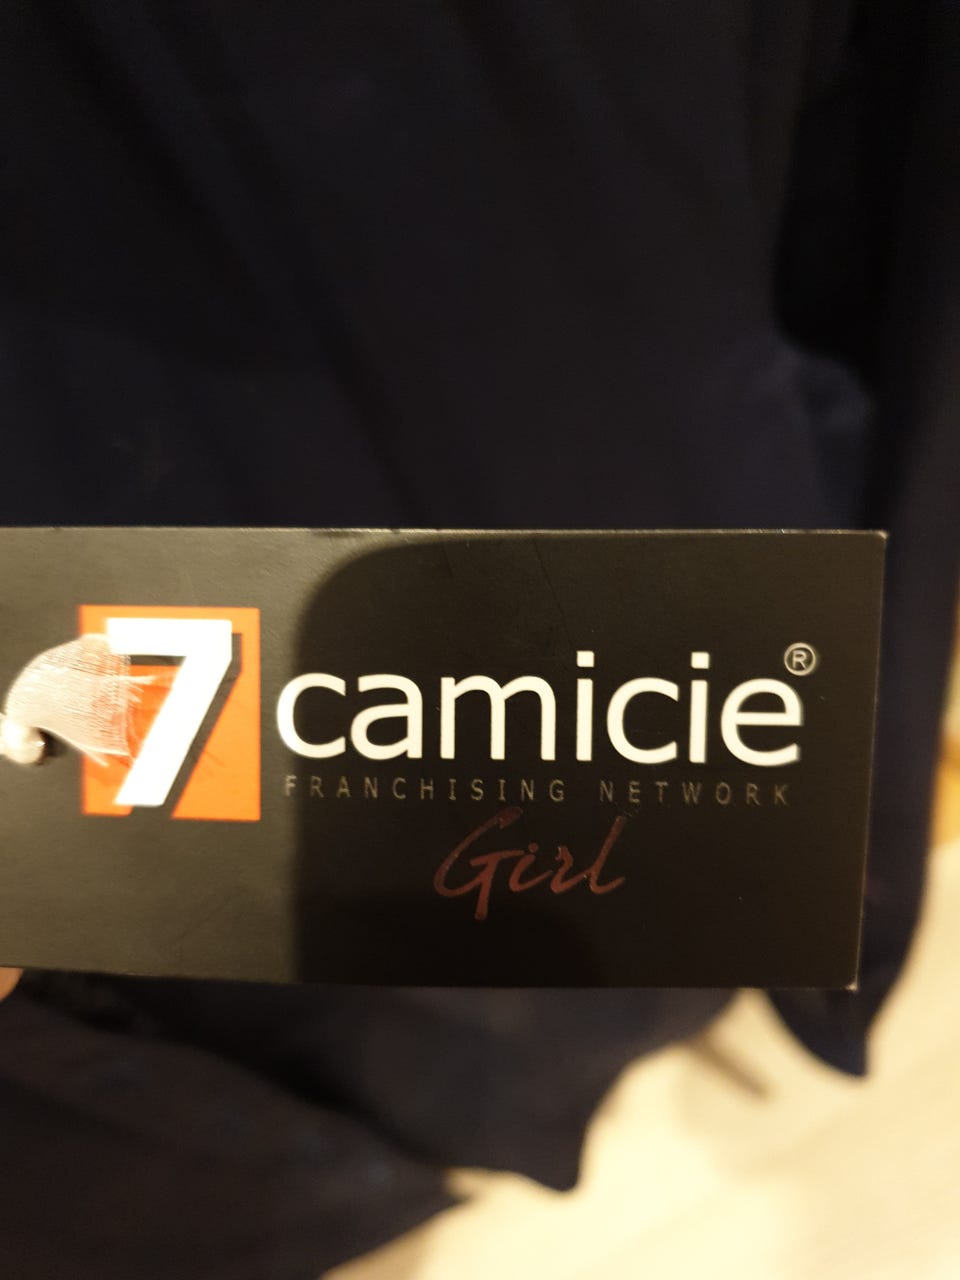 7camicie®
FRANCHISING NETWORK
Girl